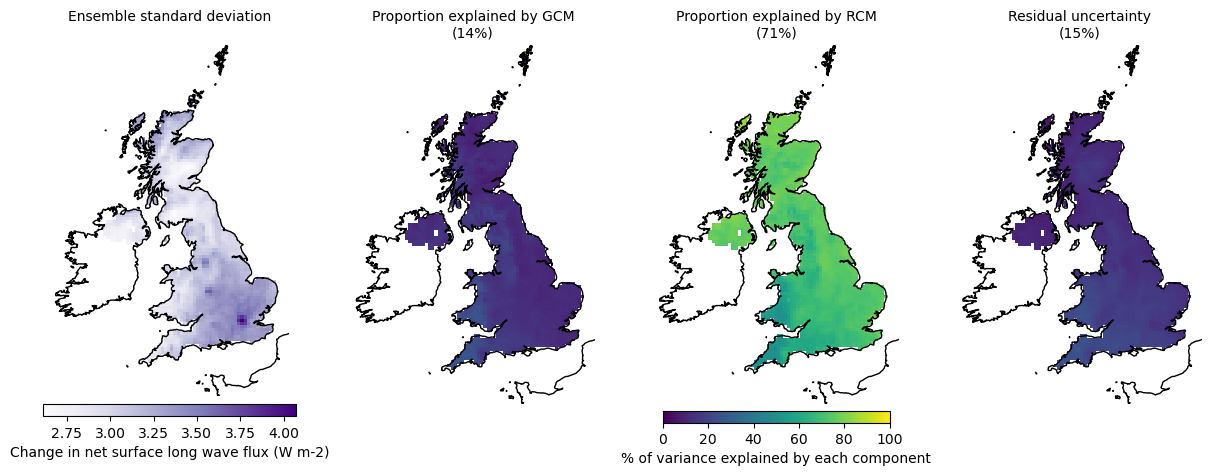 Ensemble standard deviation
Proportion explained by GCM
(14%)
Proportion explained by RCM
(71%)
Residual uncertainty
(15%)
2.75 3.00 3.25 3.50 3.75 4.00
Change in net surface long wave flux (W m-2)
0 20 40 60 80 100
% of variance explained by each component